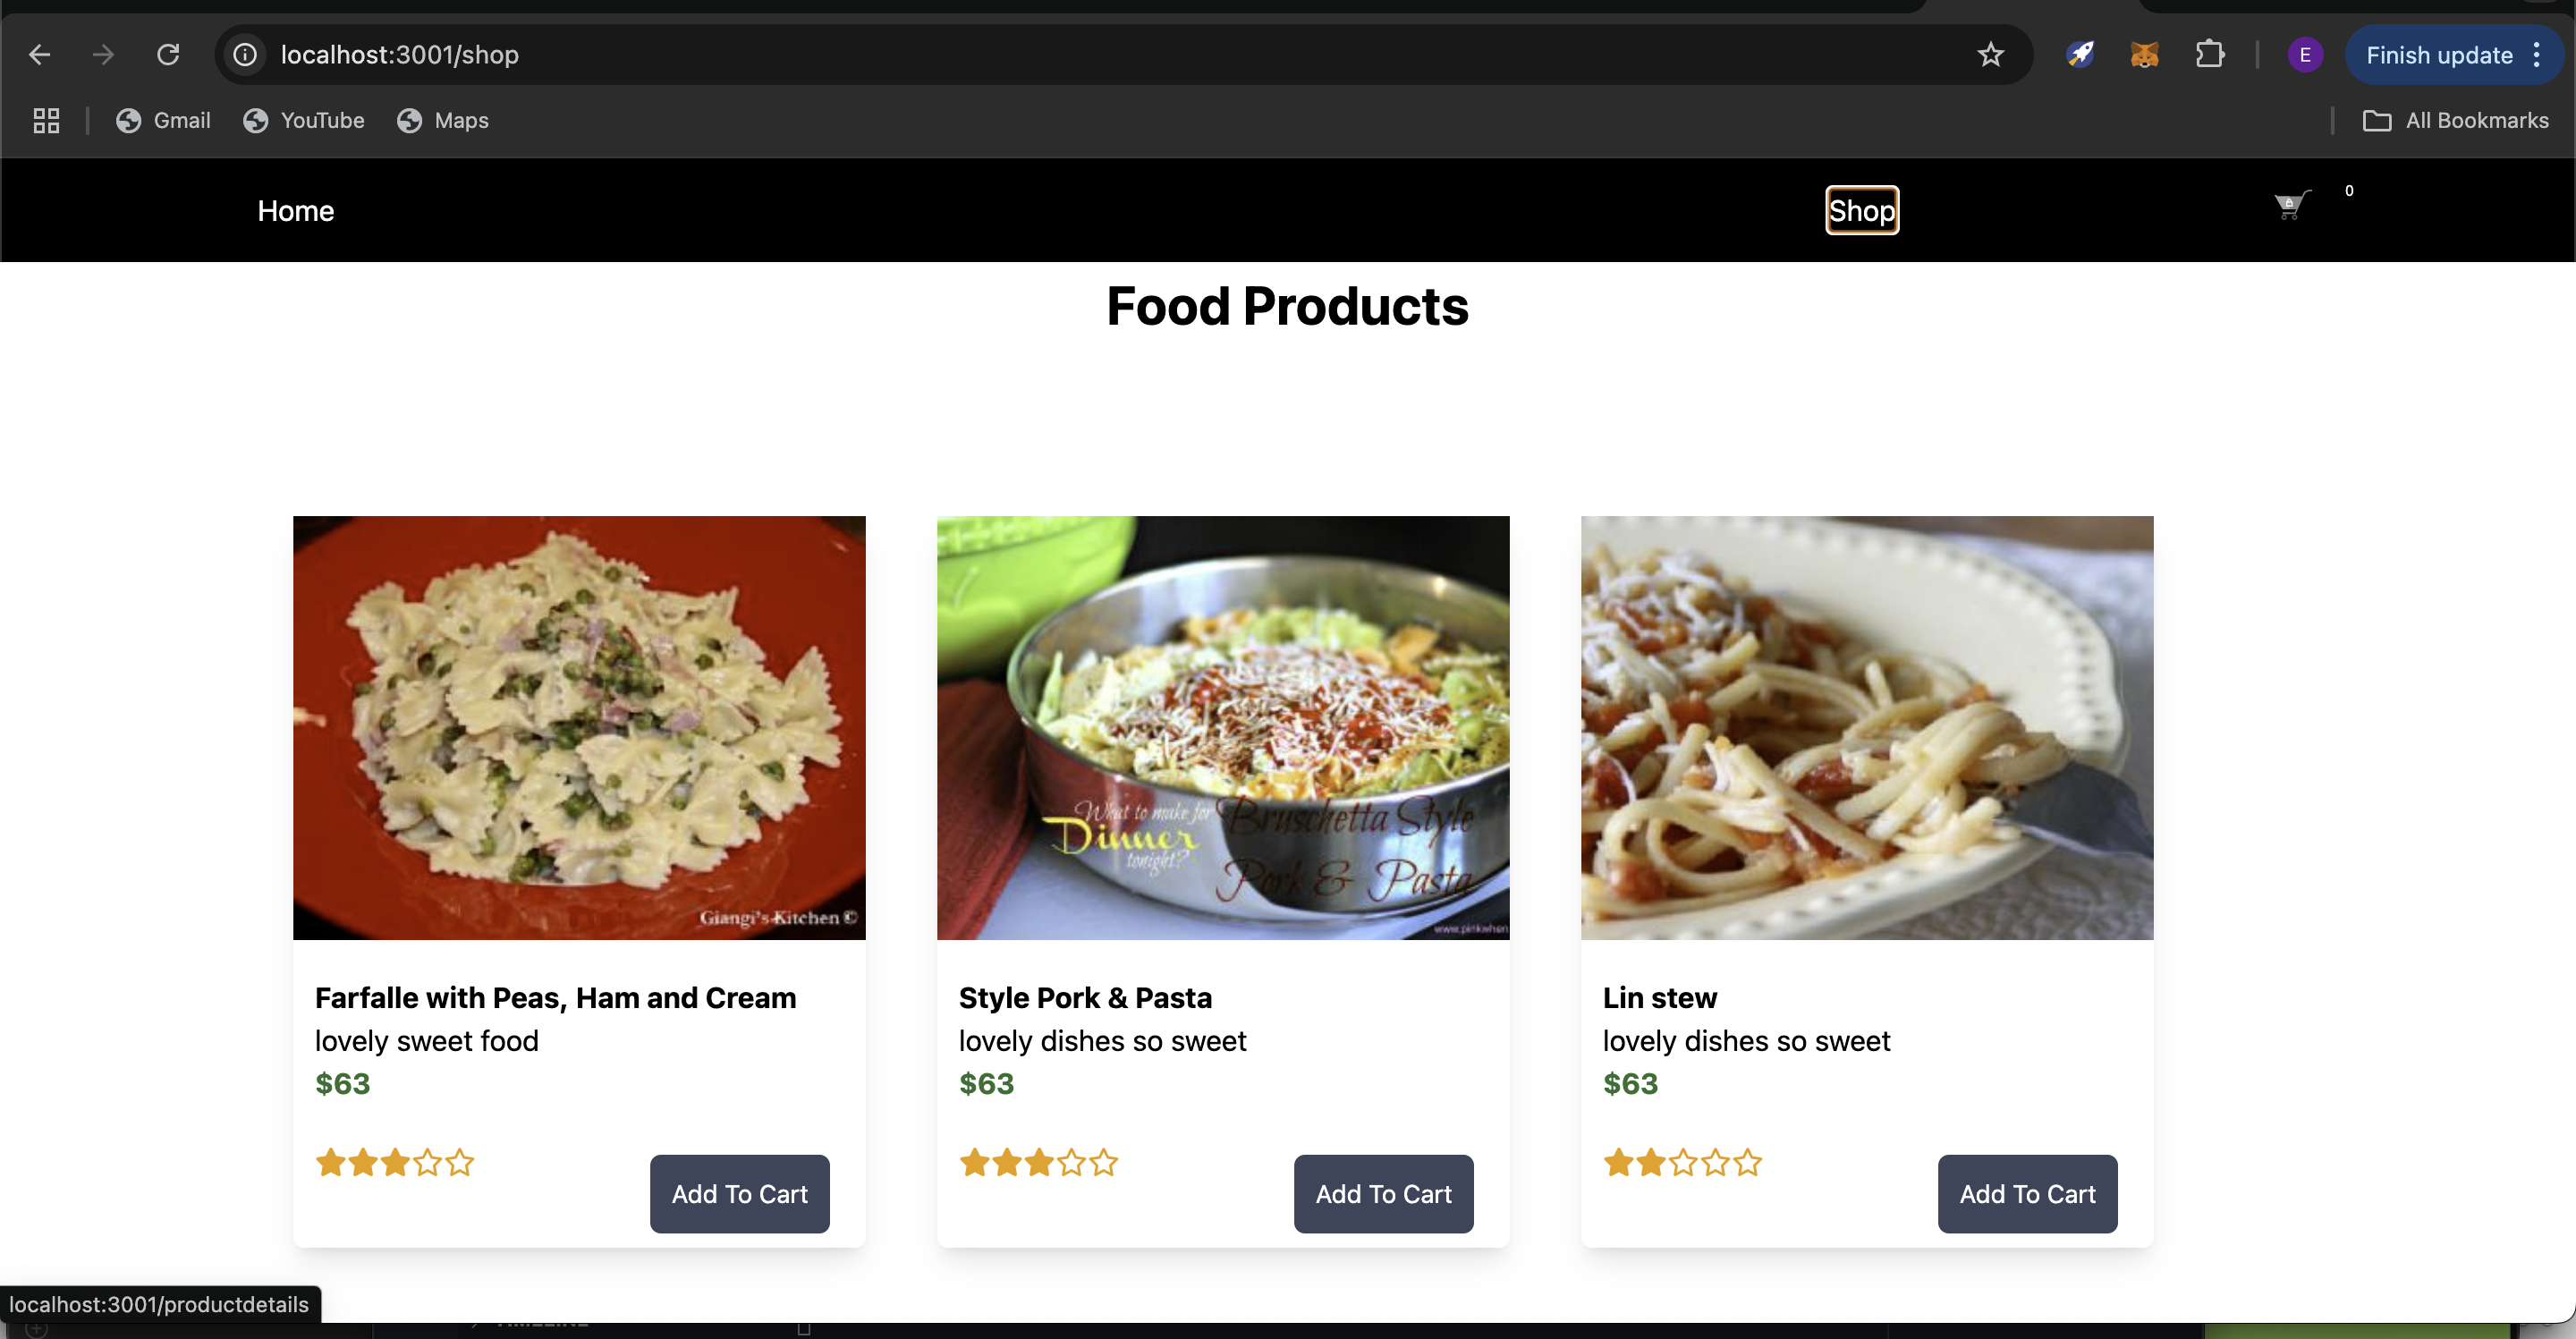 localhost:3001/shop
E
Finish update
Gmail
YouTube
Maps
All Bookmarks
Home
Shop
0
Food Products
Giangi's Kitchen ©
What to make for
Dinner
tonight?
Bruschetta Style
Pork & Pasta
Farfalle with Peas, Ham and Cream
lovely sweet food
$63
Add To Cart
Style Pork & Pasta
lovely dishes so sweet
$63
Add To Cart
Lin stew
lovely dishes so sweet
$63
Add To Cart
localhost:3001/productdetails